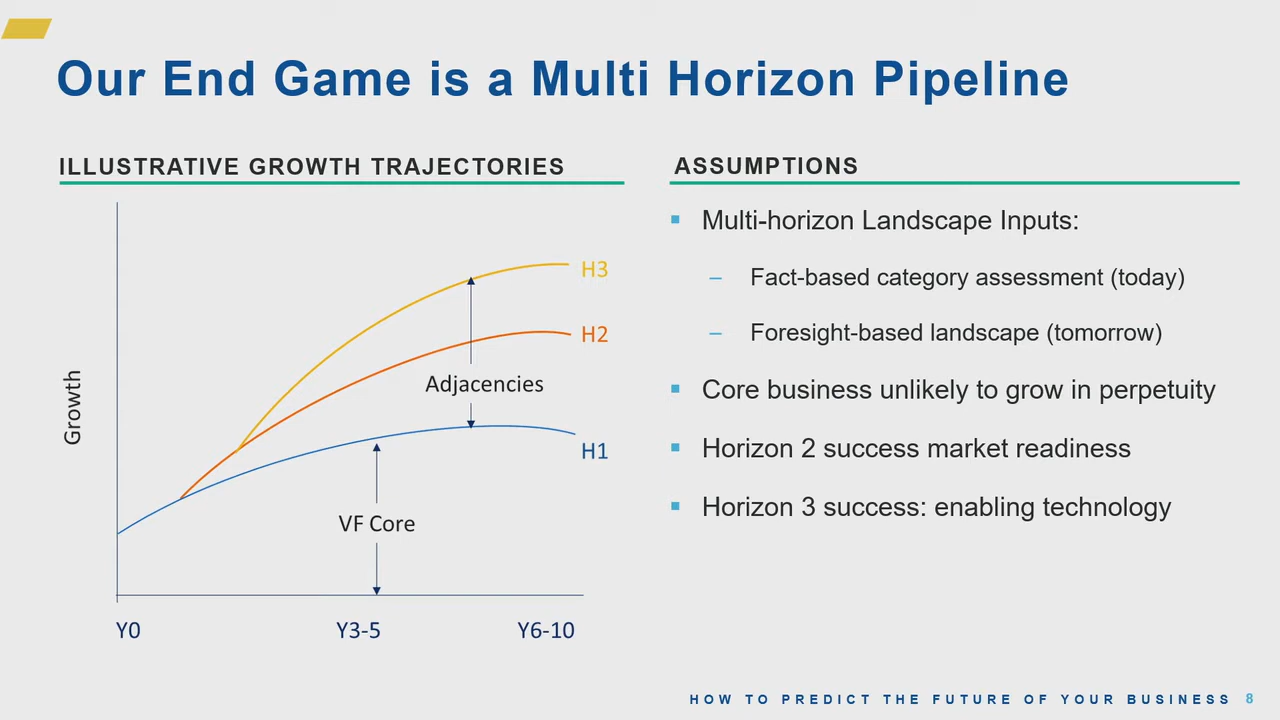 Our End Game is a Multi Horizon Pipeline
ILLUSTRATIVE GROWTH TRAJECTORIES
Growth
H3
H2
Adjacencies
H1
VF Core
Y0
Y3-5
Y6-10
ASSUMPTIONS
▪ Multi-horizon Landscape Inputs:
– Fact-based category assessment (today)
– Foresight-based landscape (tomorrow)
▪ Core business unlikely to grow in perpetuity
▪ Horizon 2 success market readiness
▪ Horizon 3 success: enabling technology
HOW TO PREDICT THE FUTURE OF YOUR BUSINESS 8